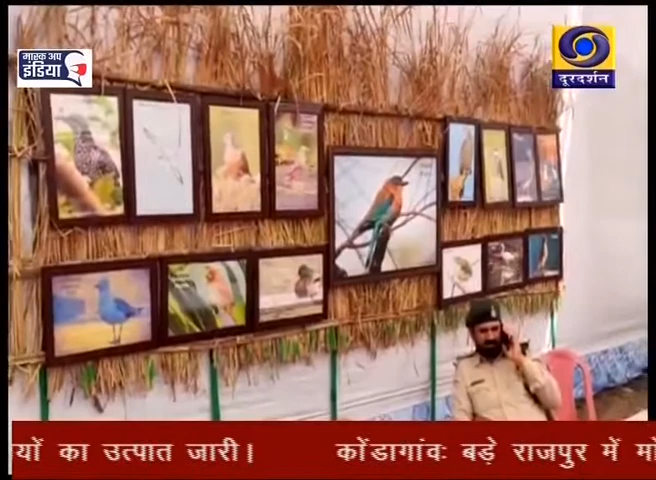 मास्क अप
इंडिया
दूरदर्शन
यों का उत्पात जारी। कोंडागांव: बड़े राजपुर में